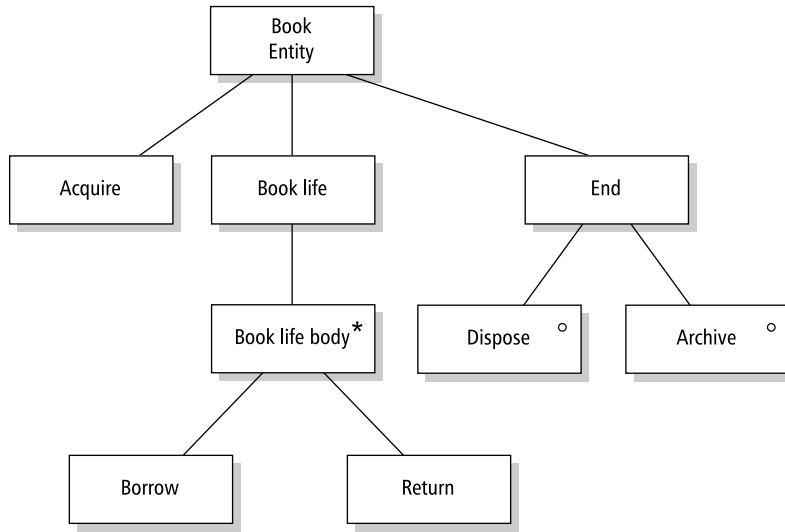 Book
Entity
Acquire
Book life
End
Book life body*
Dispose
Archive
Borrow
Return